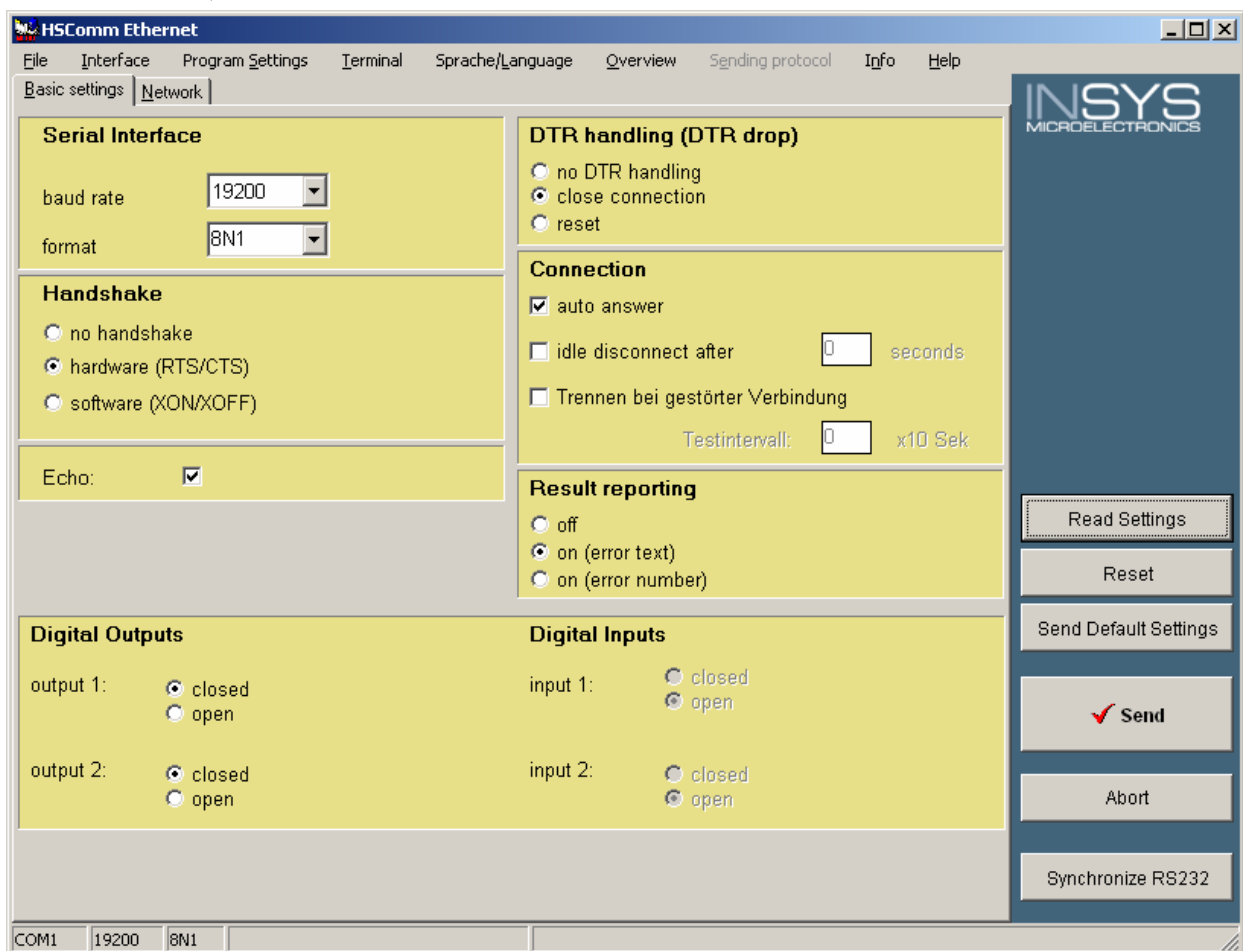 HSComm Ethernet
File Interface Program Settings Terminal Sprache/Language Overview Sending protocol Info Help
Basic settings Network
INSYS
MICROELECTRONICS
Serial Interface
baud rate 19200
format 8N1
Handshake
no handshake
hardware (RTS/CTS)
software (XON/XOFF)
Echo:
DTR handling (DTR drop)
no DTR handling
close connection
reset
Connection
auto answer
idle disconnect after 0 seconds
Trennen bei gestörter Verbindung
Testintervall: 0 x10 Sek
Result reporting
off
on (error text)
on (error number)
Digital Outputs
output 1: closed
open
output 2: closed
open
Digital Inputs
input 1: closed
open
input 2: closed
open
Read Settings
Reset
Send Default Settings
Send
Abort
Synchronize RS232
COM1 19200 8N1